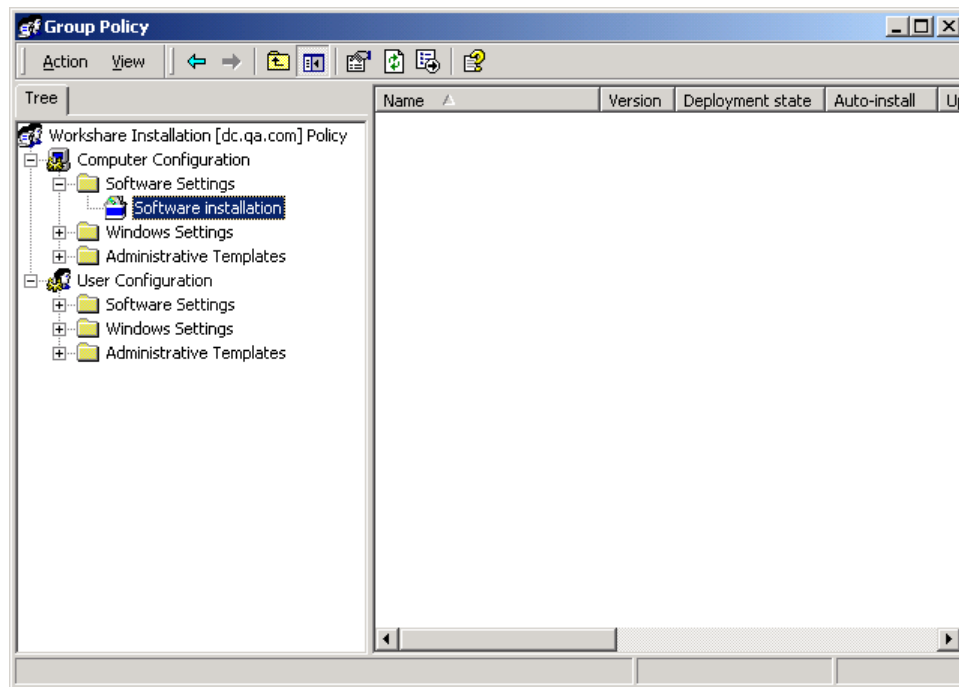 Group Policy
Action View
Tree
Name Version Deployment state Auto-install
Workshare Installation [dc.qa.com] Policy
Computer Configuration
Software Settings
Software installation
Windows Settings
Administrative Templates
User Configuration
Software Settings
Windows Settings
Administrative Templates